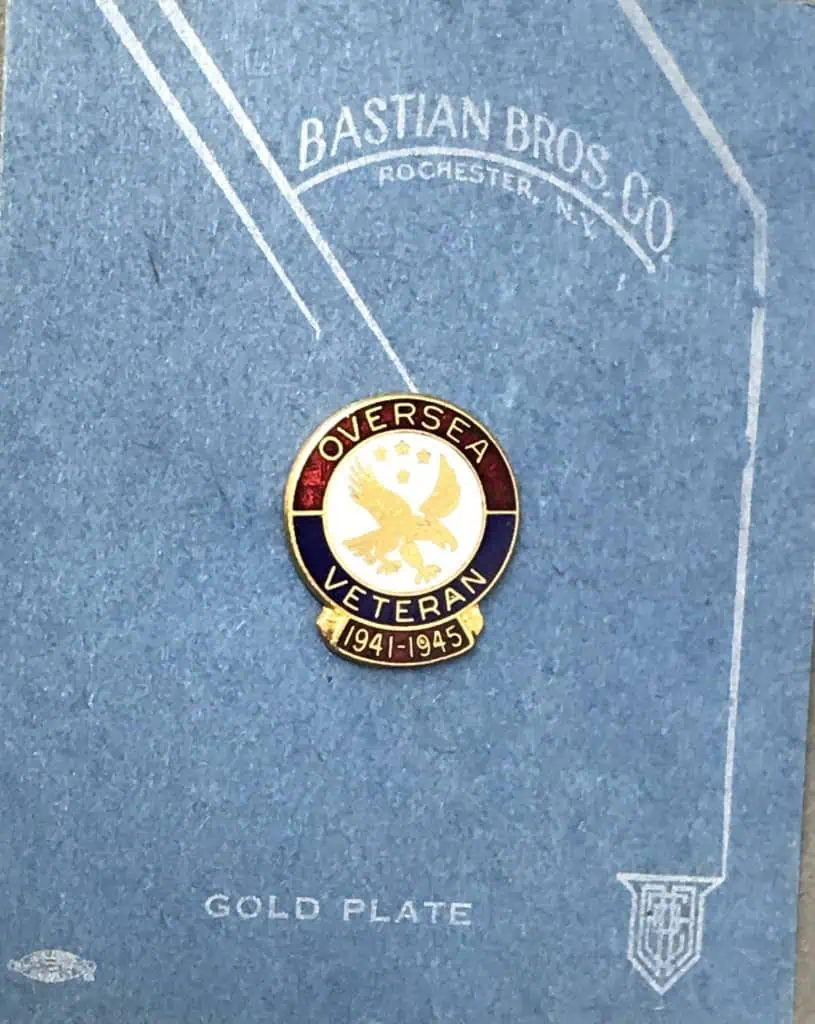 BASTIAN BROS. CO.
ROCHESTER, N.Y.
OVERSEA
VETERAN
1941-1945
GOLD PLATE